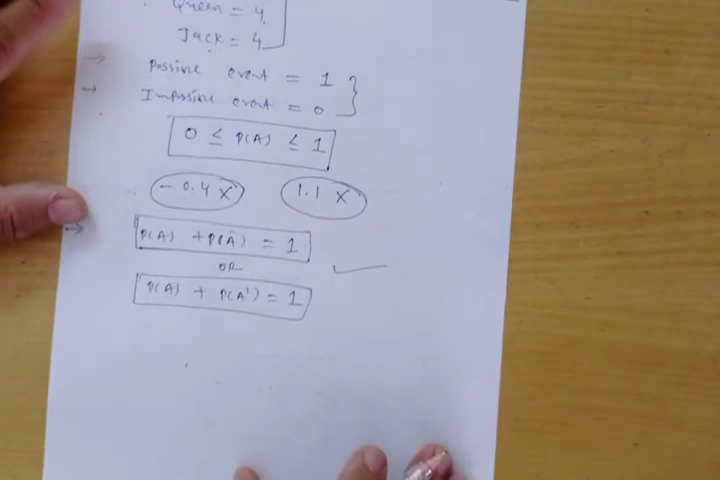 Queen = 4
Jack = 4
Possible event = 1
Impossible event = 0
0 ≤ P(A) ≤ 1
- 0.4 X 1.1 X
P(A) + P(Ā) = 1
OR
P(A) + P(A') = 1